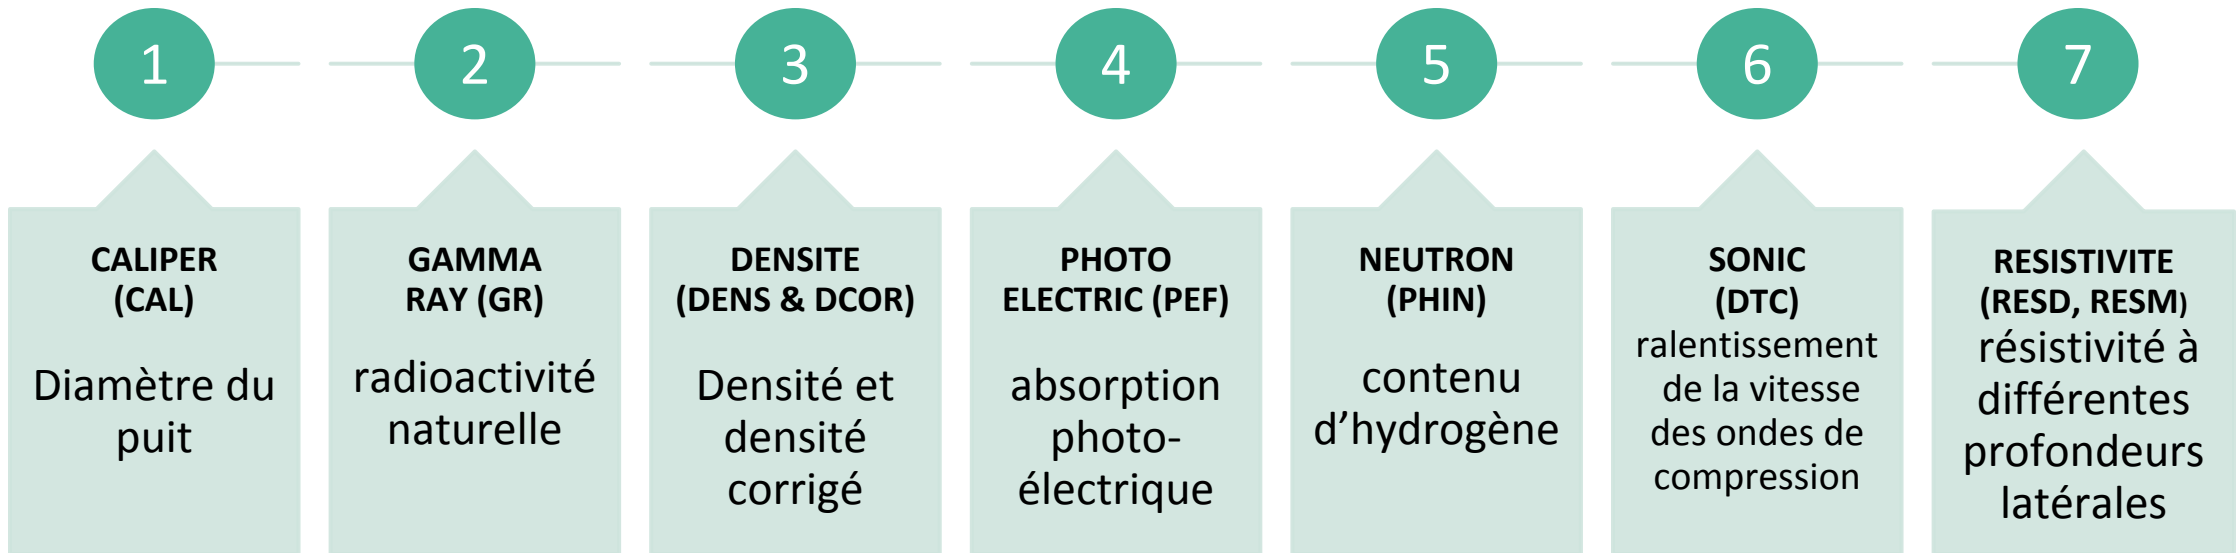 1
CALIPER
(CAL)
Diamètre du
puit
2
GAMMA
RAY (GR)
radioactivité
naturelle
3
DENSITE
(DENS & DCOR)
Densité et
densité
corrigé
4
PHOTO
ELECTRIC (PEF)
absorption
photo-
électrique
5
NEUTRON
(PHIN)
contenu
d’hydrogène
6
SONIC
(DTC)
ralentissement
de la vitesse
des ondes de
compression
7
RESISTIVITE
(RESD, RESM)
résistivité à
différentes
profondeurs
latérales